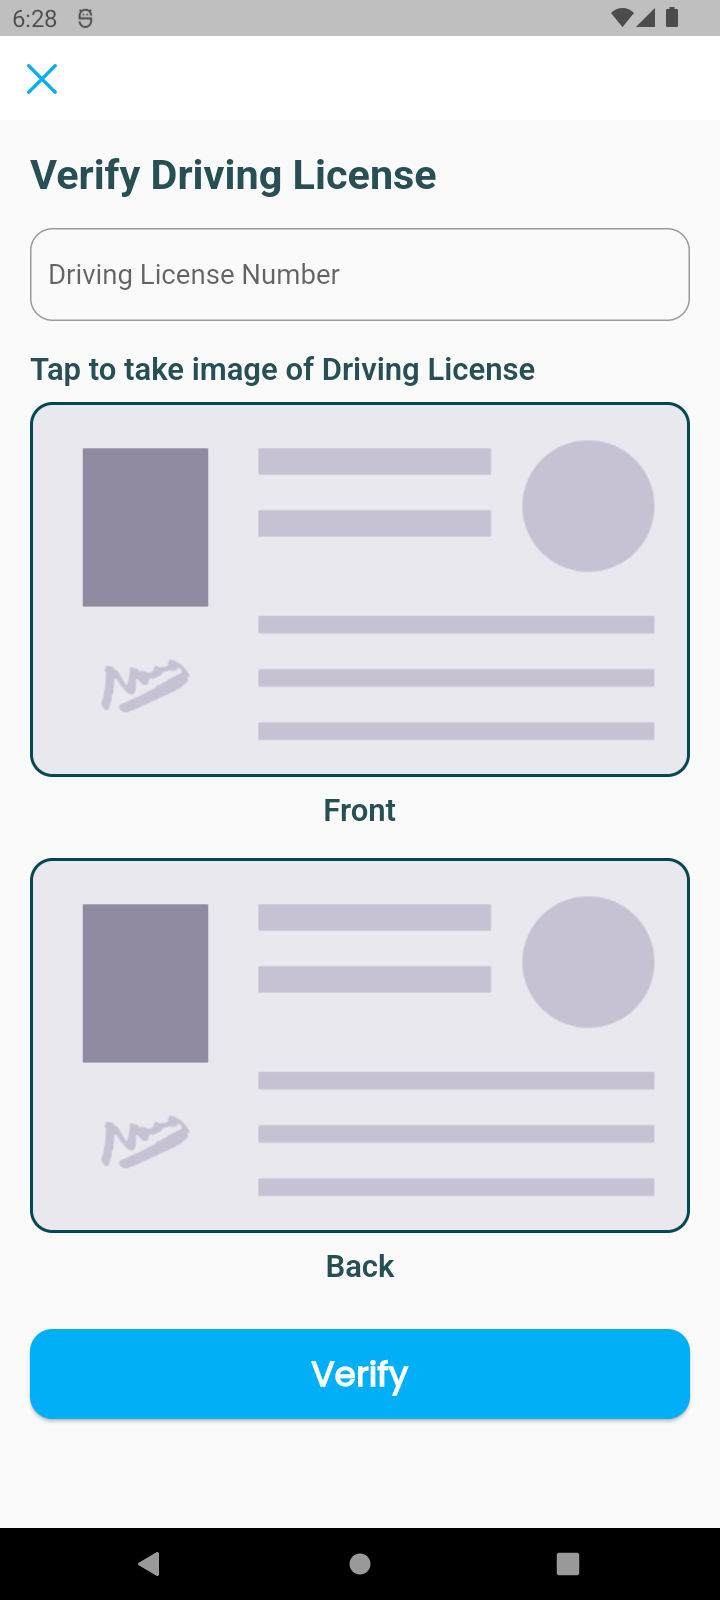 6:28
Verify Driving License
Driving License Number
Tap to take image of Driving License
Front
Back
Verify